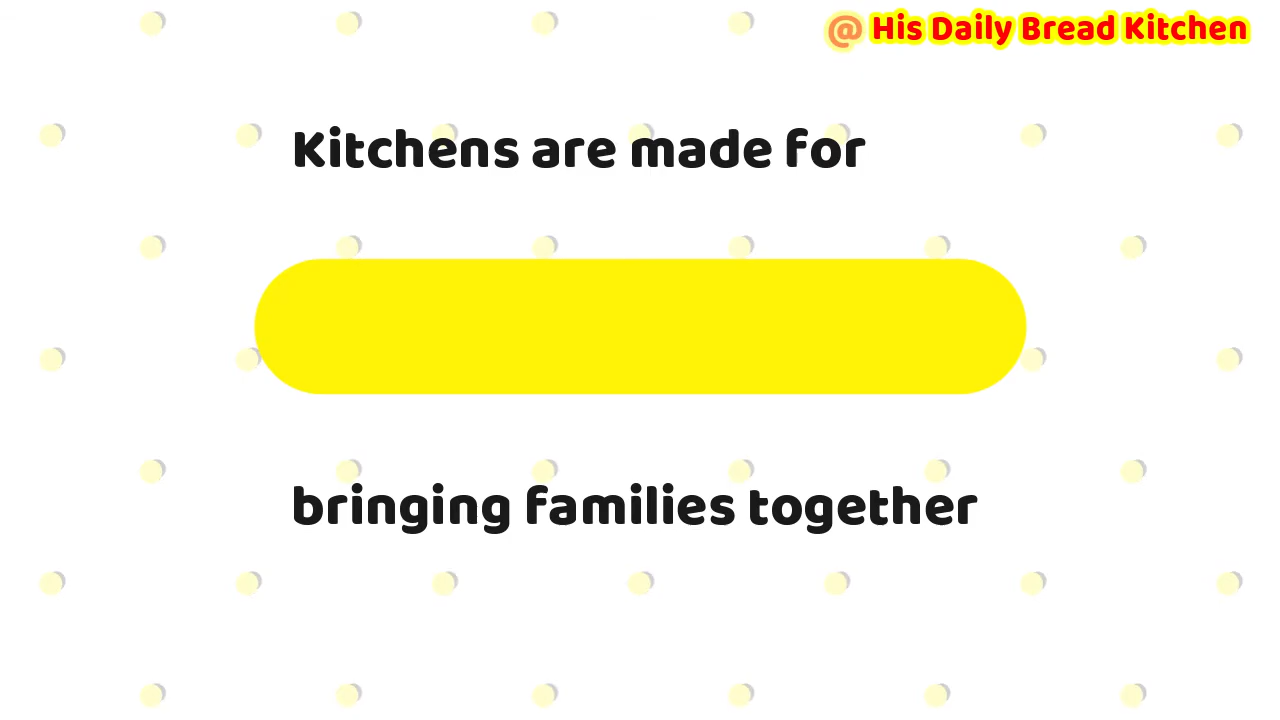 @ His Daily Bread Kitchen
Kitchens are made for
bringing families together